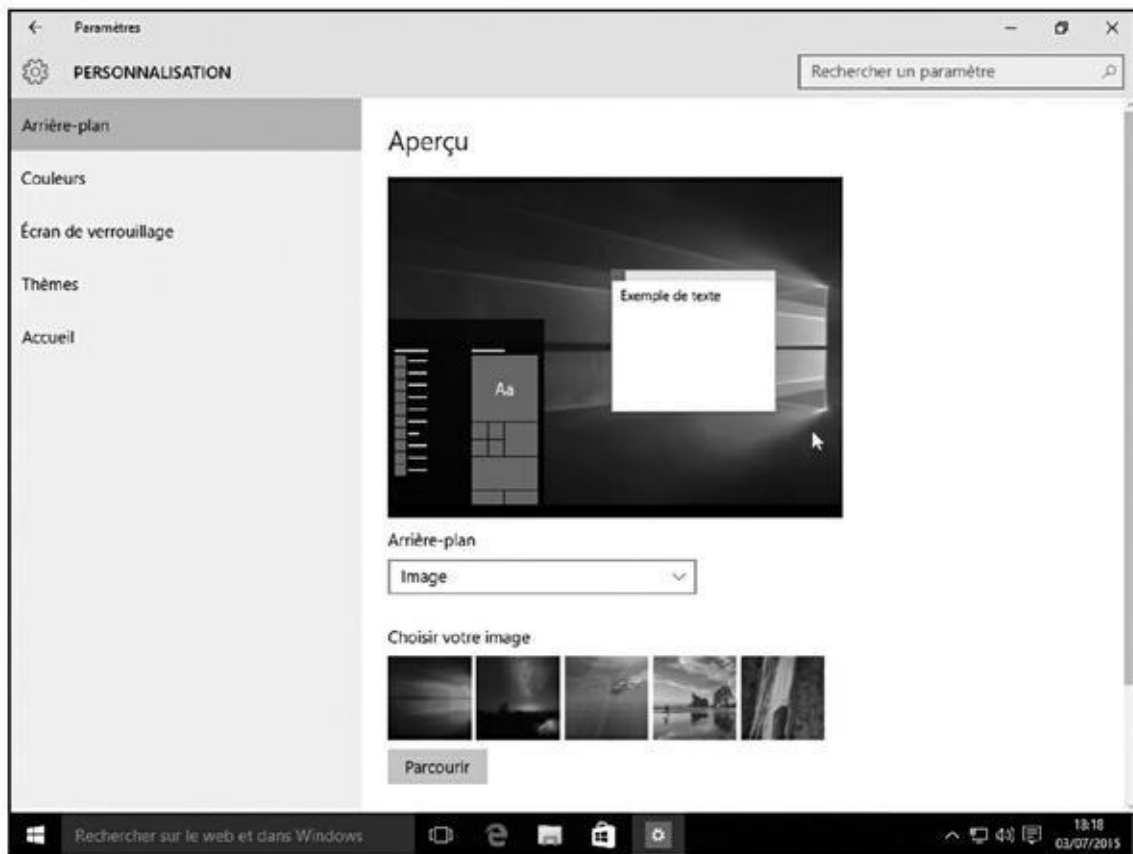 Paramètres
PERSONNALISATION
Rechercher un paramètre
Arrière-plan
Couleurs
Écran de verrouillage
Thèmes
Accueil
Aperçu
Exemple de texte
Aa
Arrière-plan
Image
Choisir votre image
Parcourir
Rechercher sur le web et dans Windows
18:18
03/07/2015